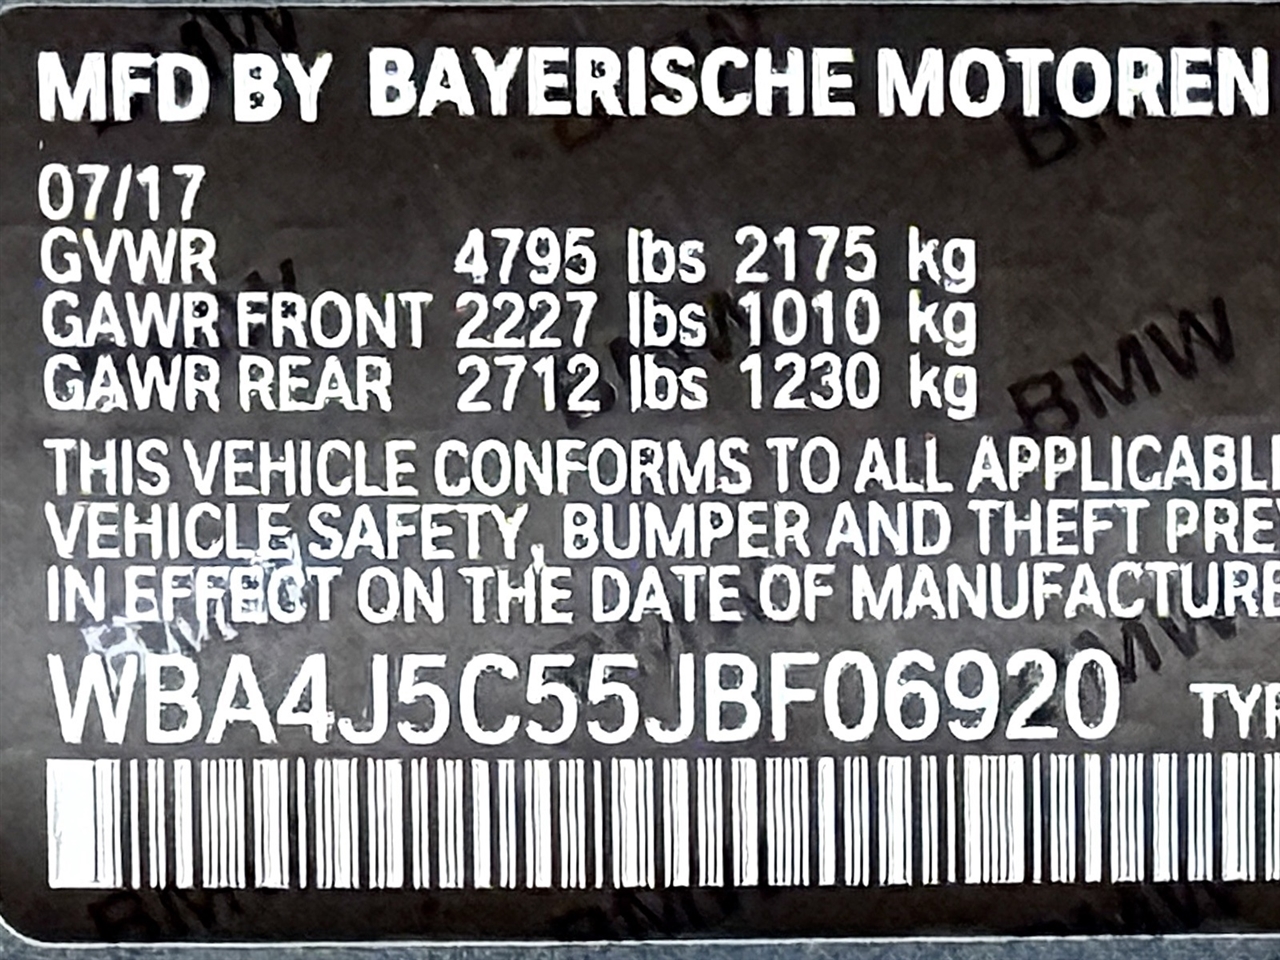 MFD BY BAYERISCHE MOTOREN
07/17
GVWR 4795 lbs 2175 kg
GAWR FRONT 2227 lbs 1010 kg
GAWR REAR 2712 lbs 1230 kg
THIS VEHICLE CONFORMS TO ALL APPLICABLE
VEHICLE SAFETY, BUMPER AND THEFT PRE
IN EFFECT ON THE DATE OF MANUFACTURE
WBA4J5C55JBF06920 TYP